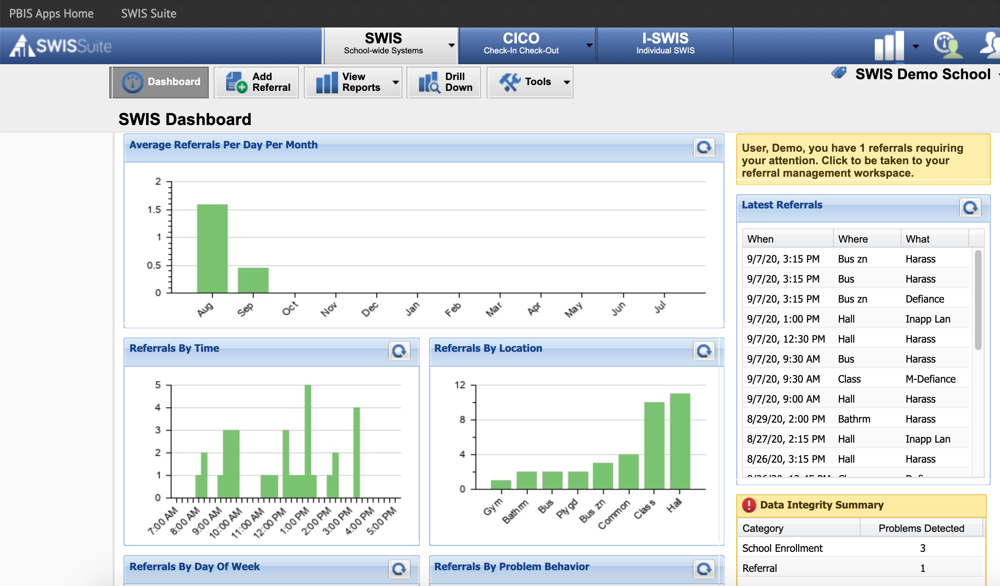 PBIS Apps Home SWIS Suite
SWISSuite
SWIS
School-wide Systems
CICO
Check-In Check-Out
I-SWIS
Individual SWIS
Dashboard
Add
Referral
View
Reports
Drill
Down
Tools
SWIS Demo School
SWIS Dashboard
Average Referrals Per Day Per Month
2
1.5
1
0.5
0
Aug Sep Oct Nov Dec Jan Feb Mar Apr May Jun Jul
Referrals By Time
5
4
3
2
1
0
7:00 AM 8:00 AM 9:00 AM 10:00 AM 11:00 AM 12:00 PM 1:00 PM 2:00 PM 3:00 PM 4:00 PM 5:00 PM
Referrals By Location
12
8
4
0
Gym Bathrm Bus Plygd Bus zn Common Class Hall
Referrals By Day Of Week
Referrals By Problem Behavior
User, Demo, you have 1 referrals requiring
your attention. Click to be taken to your
referral management workspace.
Latest Referrals
When Where What
9/7/20, 3:15 PM Bus zn Harass
9/7/20, 3:15 PM Bus Harass
9/7/20, 3:15 PM Bus zn Defiance
9/7/20, 1:00 PM Hall Inapp Lan
9/7/20, 12:30 PM Hall Harass
9/7/20, 9:30 AM Bus Harass
9/7/20, 9:30 AM Class M-Defiance
9/7/20, 9:00 AM Hall Harass
8/29/20, 2:00 PM Bathrm Harass
8/27/20, 2:15 PM Hall Inapp Lan
8/26/20, 3:15 PM Hall Harass
Data Integrity Summary
Category Problems Detected
School Enrollment 3
Referral 1